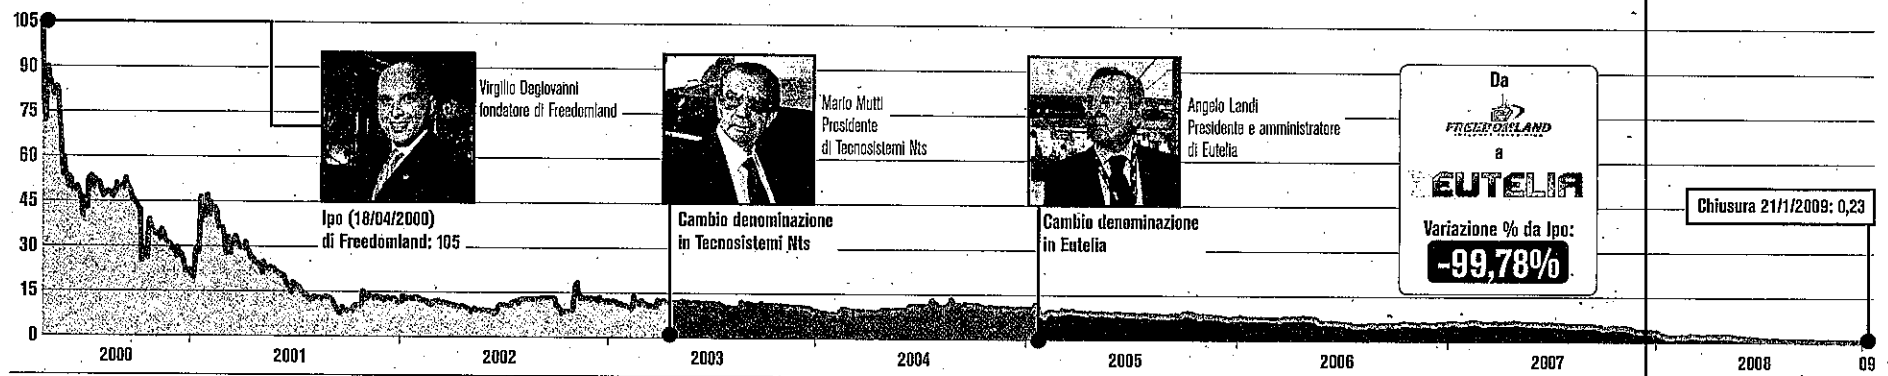 105
90
75
60
45
30
15
0
Virgilio Deglovanni
fondatore di Freedomland
Ipo (18/04/2000)
di Freedomland: 105
Mario Mutti
Presidente
di Tecnosistemi Nts
Cambio denominazione
in Tecnosistemi Nts
Angelo Landi
Presidente e amministratore
di Eutelia
Cambio denominazione
in Eutelia
Da
FREEDOMLAND
a
EUTELIA
Variazione % da Ipo:
-99,78%
Chiusura 21/1/2009: 0,23
2000 2001 2002 2003 2004 2005 2006 2007 2008 09